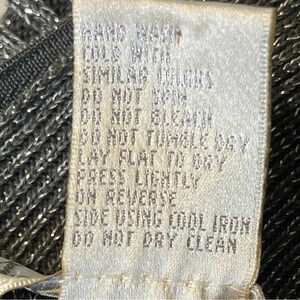 HAND WASH
COLD WITH
SIMILAR COLORS
DO NOT SPIN
DO NOT BLEACH
DO NOT TUMBLE DRY
LAY FLAT TO DRY
PRESS LIGHTLY
ON REVERSE
SIDE USING COOL IRON
DO NOT DRY CLEAN